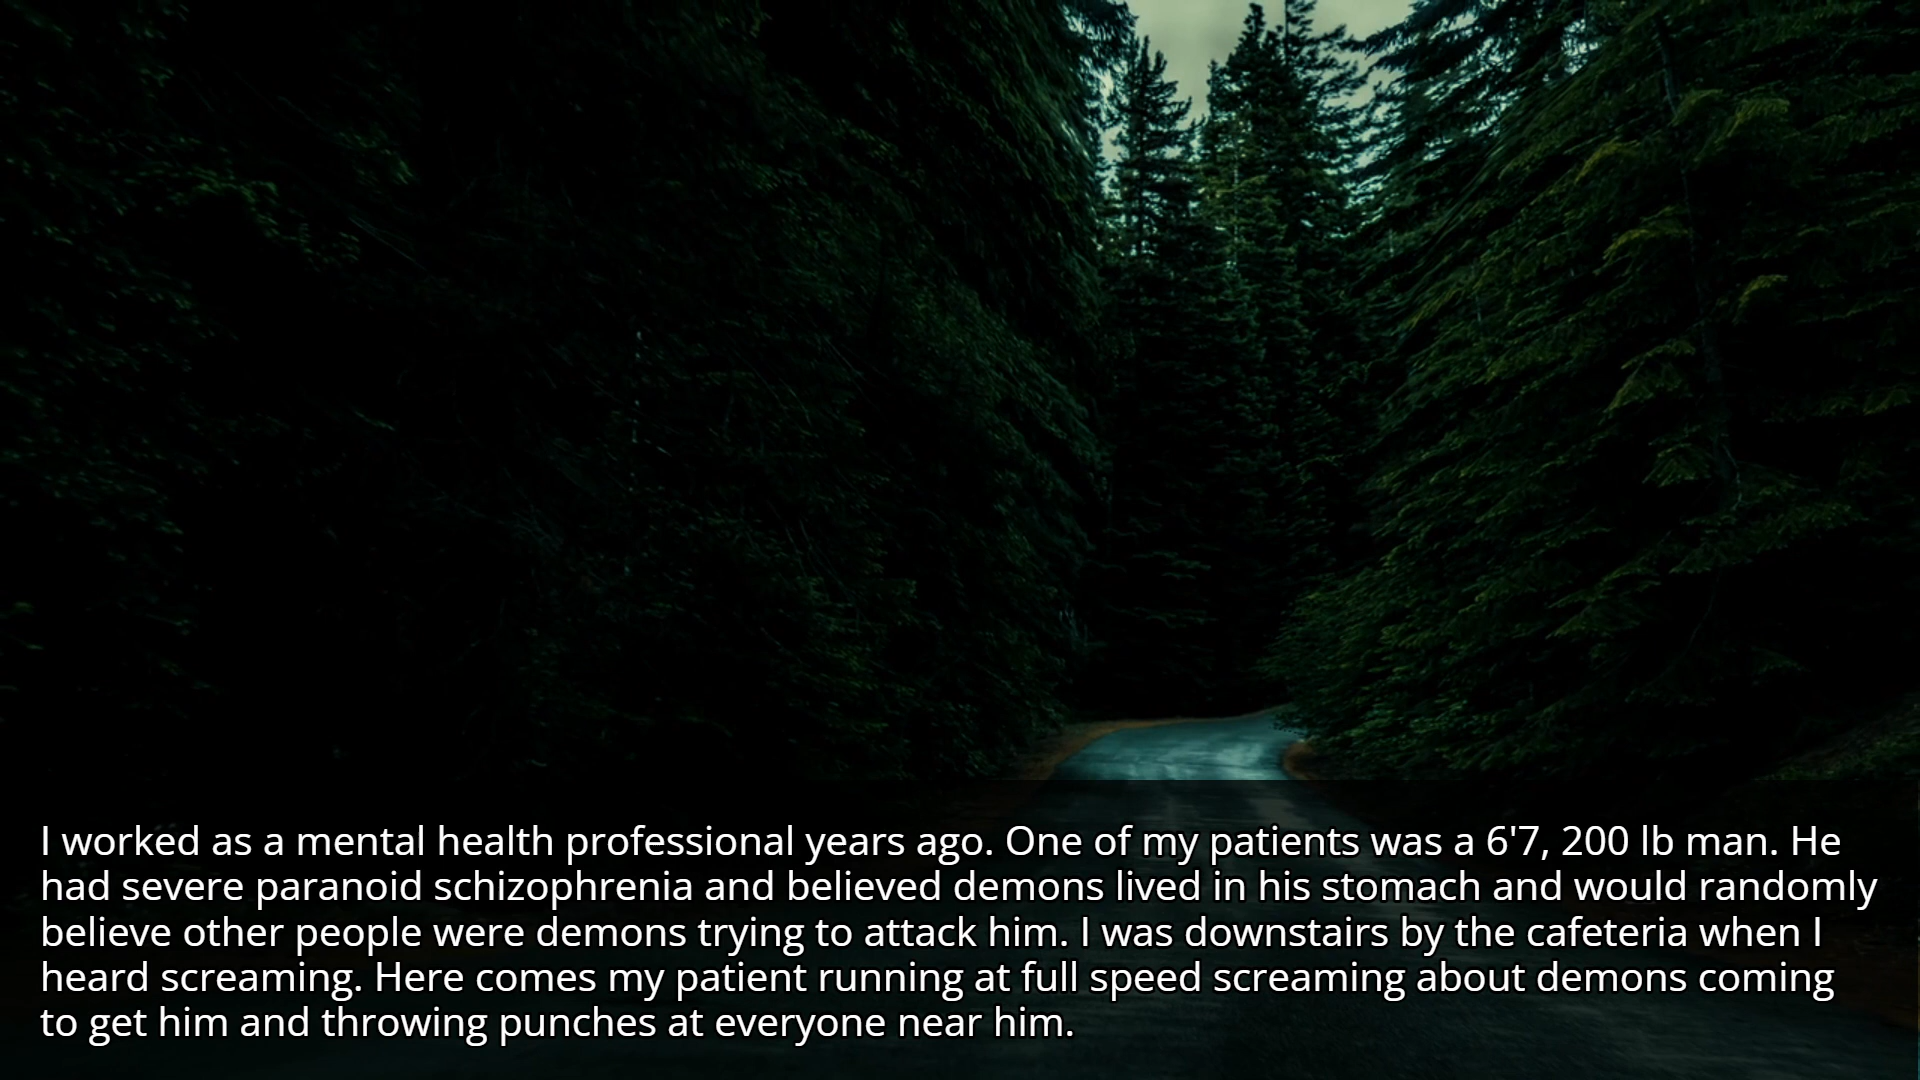 I worked as a mental health professional years ago. One of my patients was a 6'7, 200 lb man. He
had severe paranoid schizophrenia and believed demons lived in his stomach and would randomly
believe other people were demons trying to attack him. I was downstairs by the cafeteria when I
heard screaming. Here comes my patient running at full speed screaming about demons coming
to get him and throwing punches at everyone near him.